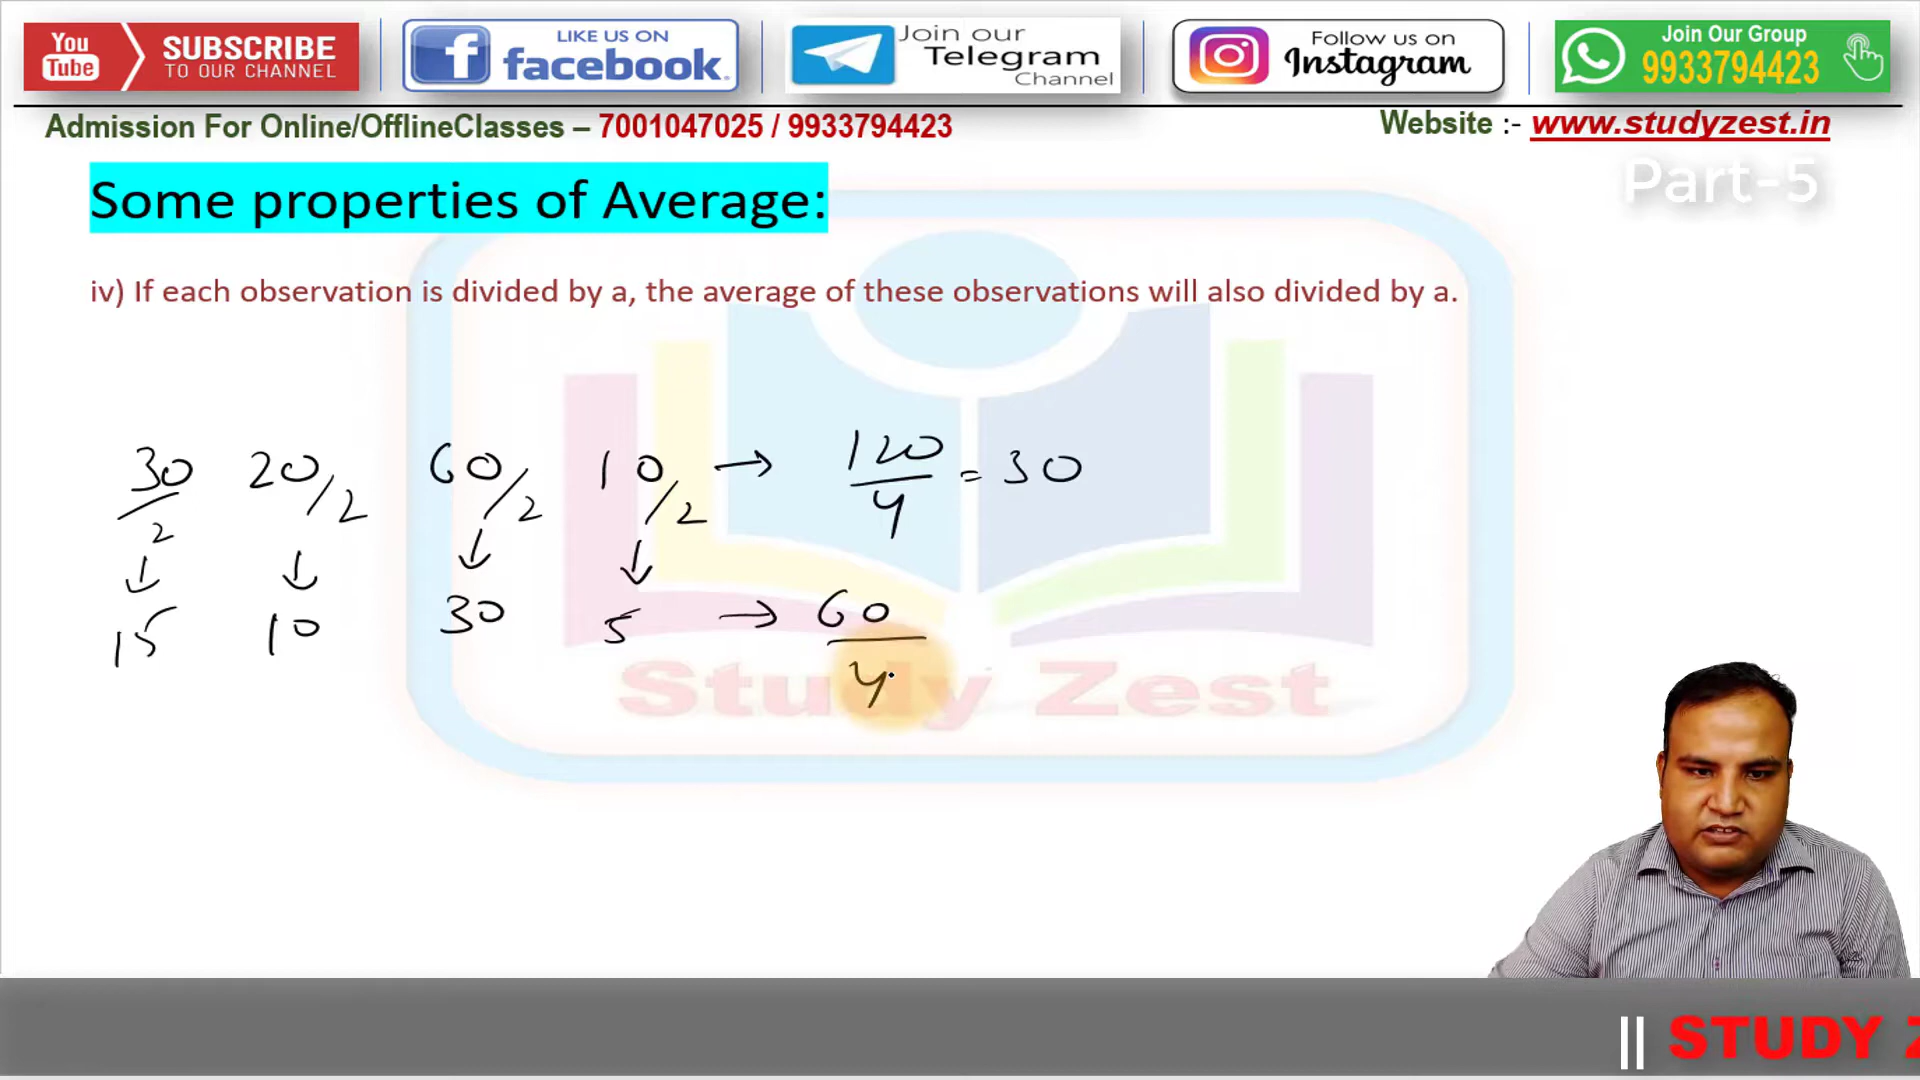 You Tube SUBSCRIBE TO OUR CHANNEL
LIKE US ON facebook.
Join our Telegram Channel
Follow us on Instagram
Join Our Group 9933794423
Admission For Online/OfflineClasses – 7001047025 / 9933794423
Website :- www.studyzest.in
Part-5
Some properties of Average:
iv) If each observation is divided by a, the average of these observations will also divided by a.
30/2 20/2 60/2 10/2 → 120/4 = 30
↓ ↓ ↓ ↓
15 10 30 5 → 60/4
Study Zest
|| STUDY Z